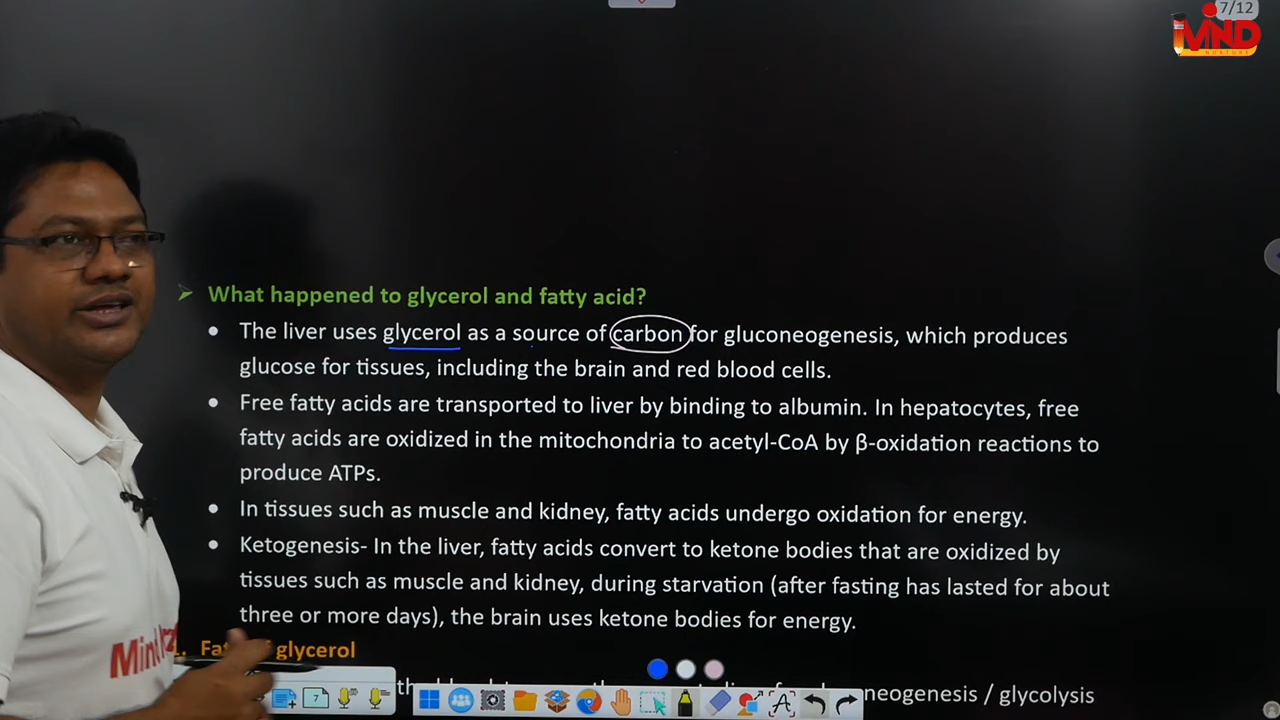 7/12
MIND
NURTURE
What happened to glycerol and fatty acid?
• The liver uses glycerol as a source of carbon for gluconeogenesis, which produces
glucose for tissues, including the brain and red blood cells.
• Free fatty acids are transported to liver by binding to albumin. In hepatocytes, free
fatty acids are oxidized in the mitochondria to acetyl-CoA by β-oxidation reactions to
produce ATPs.
• In tissues such as muscle and kidney, fatty acids undergo oxidation for energy.
• Ketogenesis- In the liver, fatty acids convert to ketone bodies that are oxidized by
tissues such as muscle and kidney, during starvation (after fasting has lasted for about
three or more days), the brain uses ketone bodies for energy.
glycerol
Mind
7
neogenesis / glycolysis